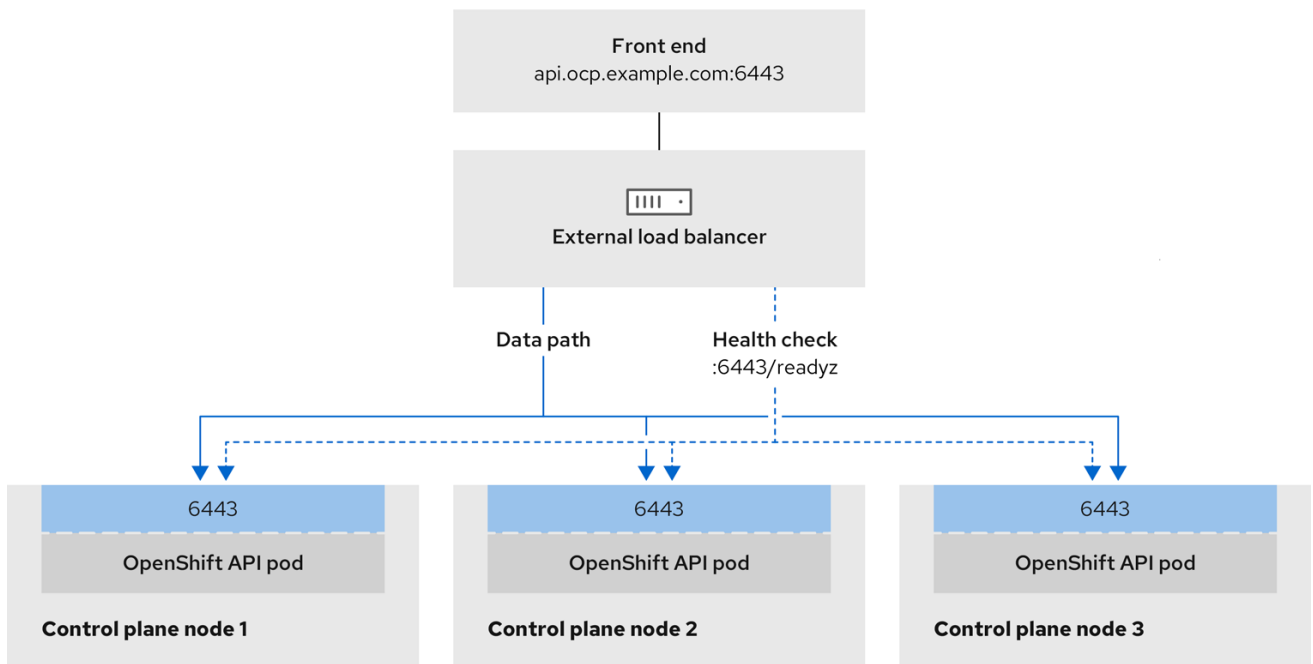 Front end
api.ocp.example.com:6443
External load balancer
Data path
Health check
:6443/readyz
6443
OpenShift API pod
Control plane node 1
6443
OpenShift API pod
Control plane node 2
6443
OpenShift API pod
Control plane node 3